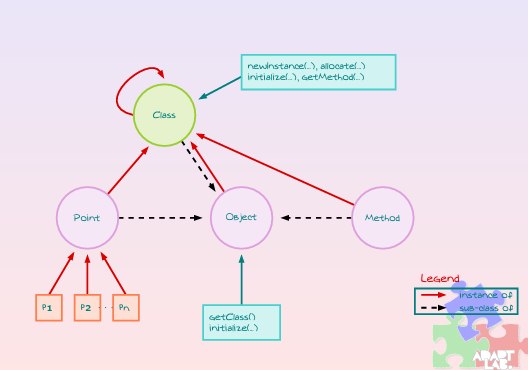 newInstance(...), allocate(...)
initialize(...), getMethod(...)
Class
Point
Object
Method
P1
P2
...
Pn
getClass()
initialize(...)
Legend
instance of
sub-class of
ADAPT
LAB